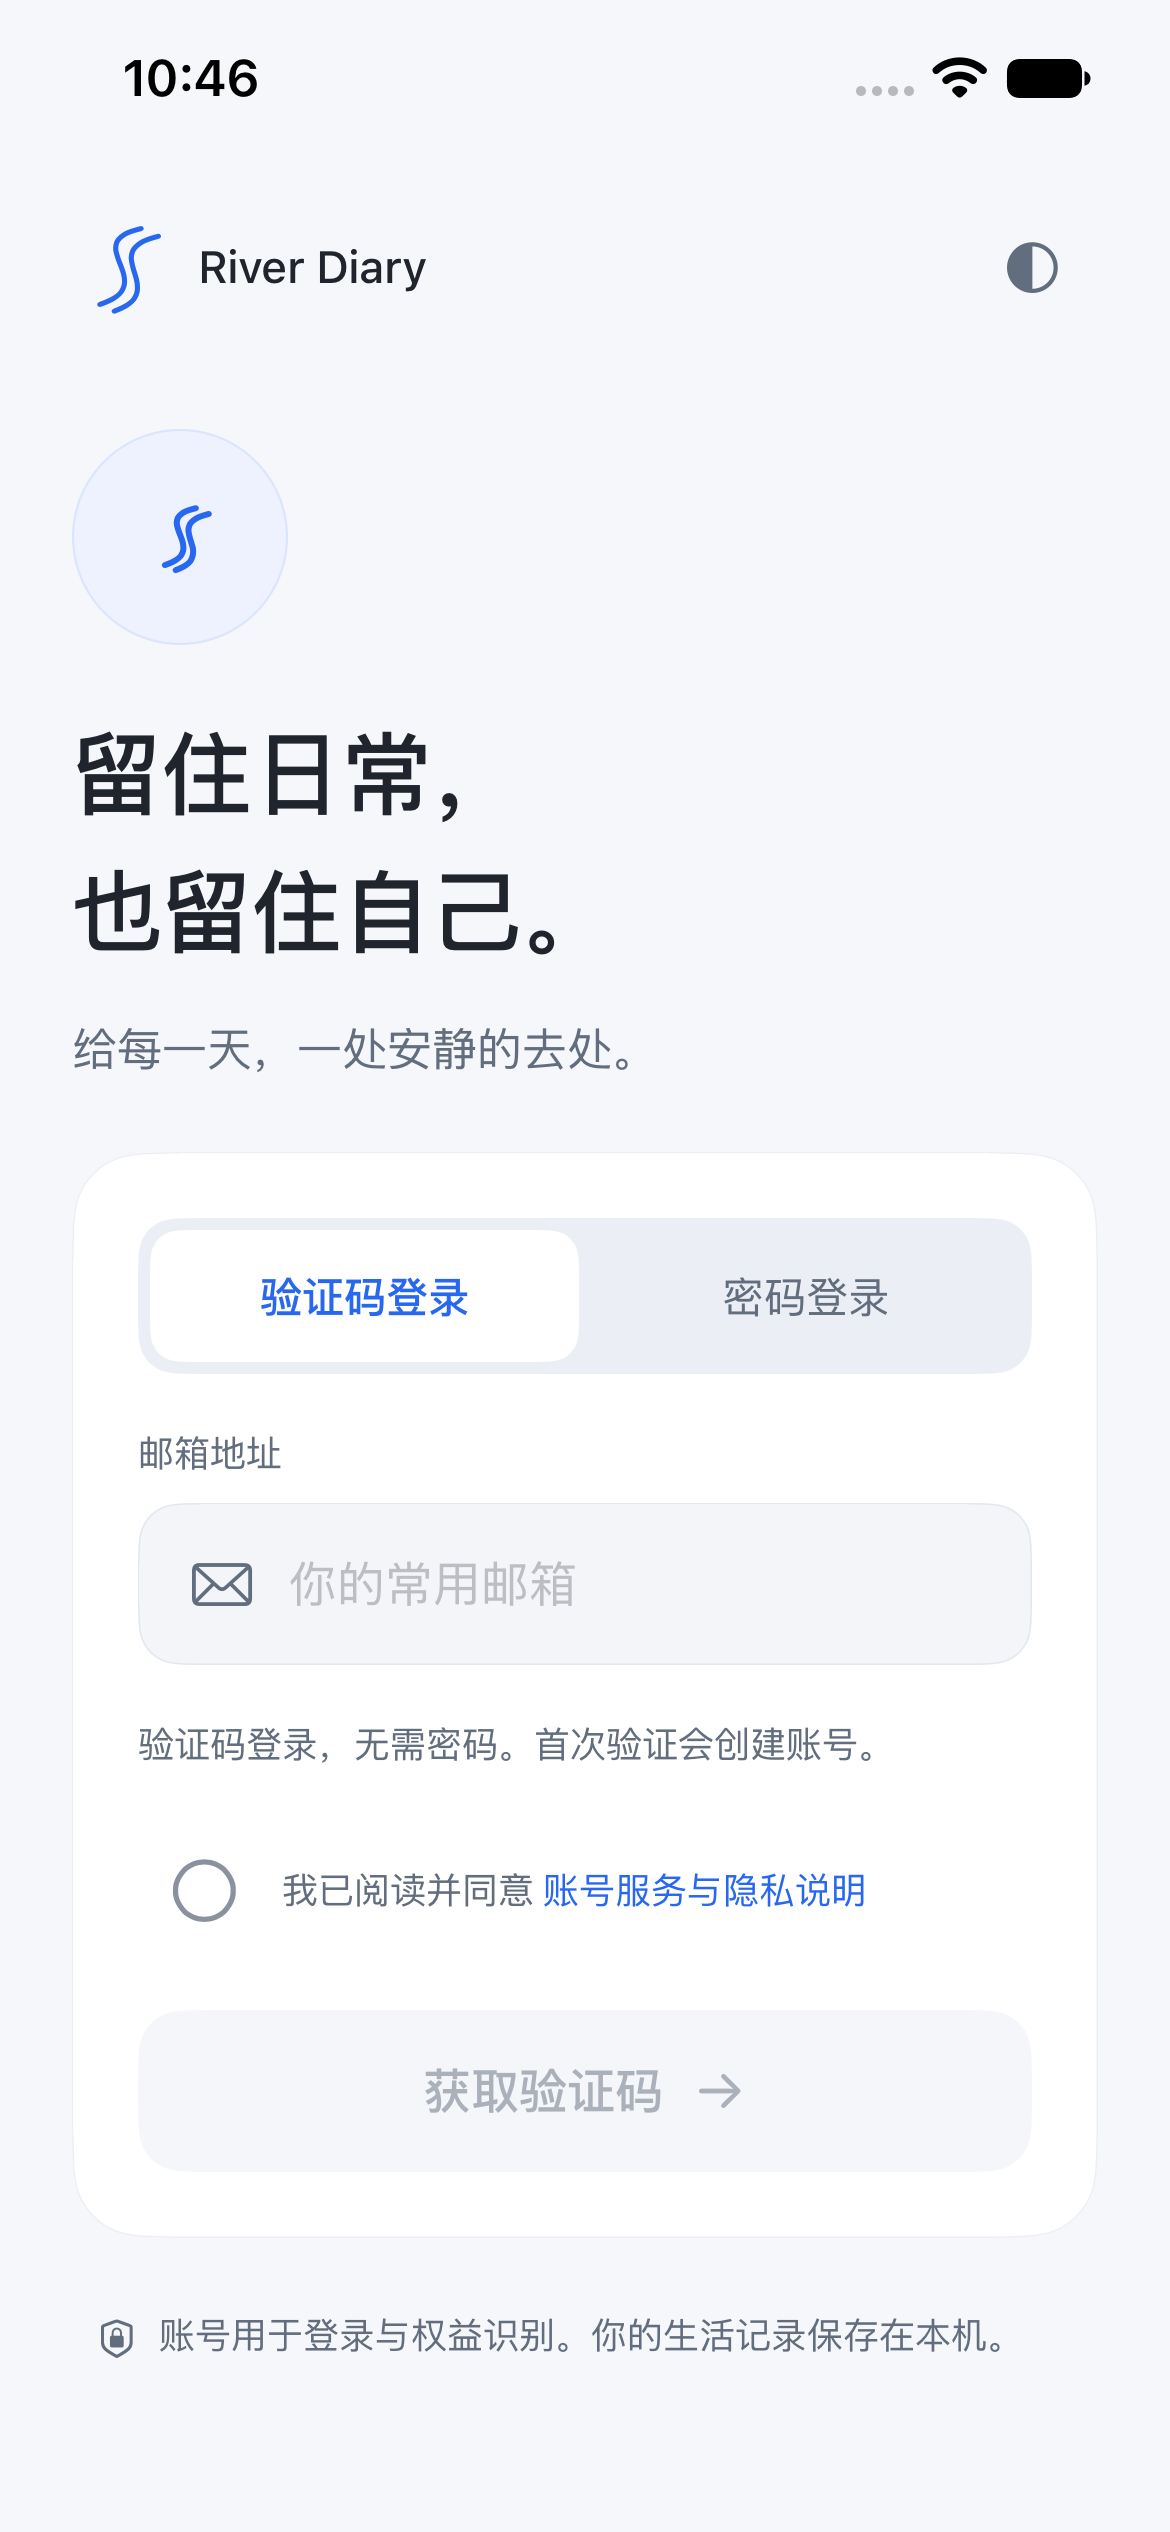 10:46
River Diary
留住日常，
也留住自己。
给每一天，一处安静的去处。
验证码登录
密码登录
邮箱地址
你的常用邮箱
验证码登录，无需密码。首次验证会创建账号。
我已阅读并同意 账号服务与隐私说明
获取验证码 →
账号用于登录与权益识别。你的生活记录保存在本机。